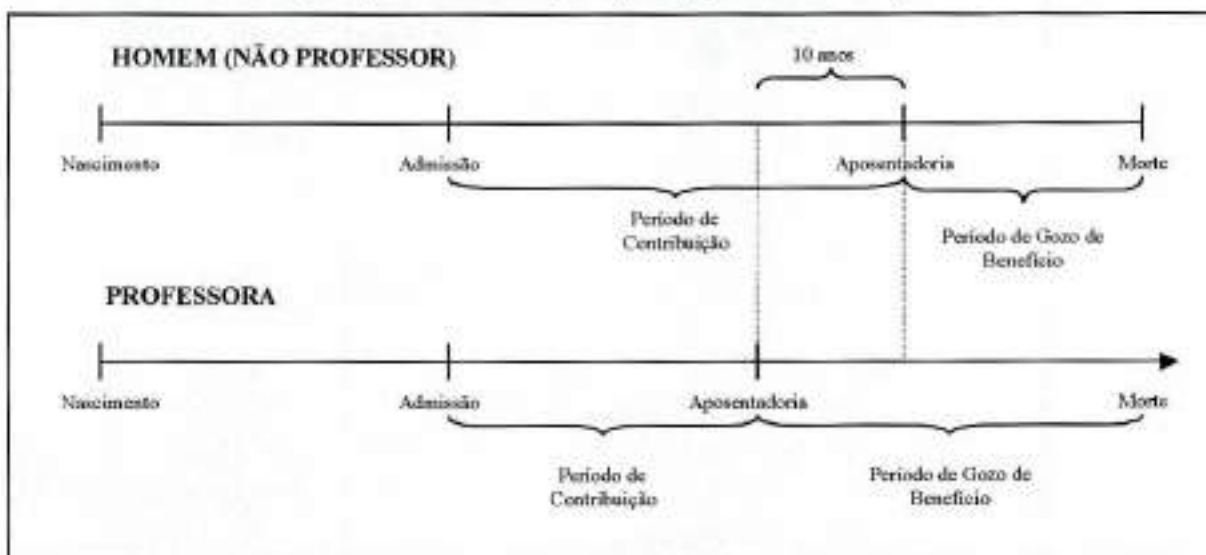 HOMEM (NÃO PROFESSOR)
10 anos
Nascimento
Admissão
Aposentadoria
Morte
Período de
Contribuição
Período de Gozo de
Benefício
PROFESSORA
Nascimento
Admissão
Aposentadoria
Morte
Período de
Contribuição
Período de Gozo de
Benefício